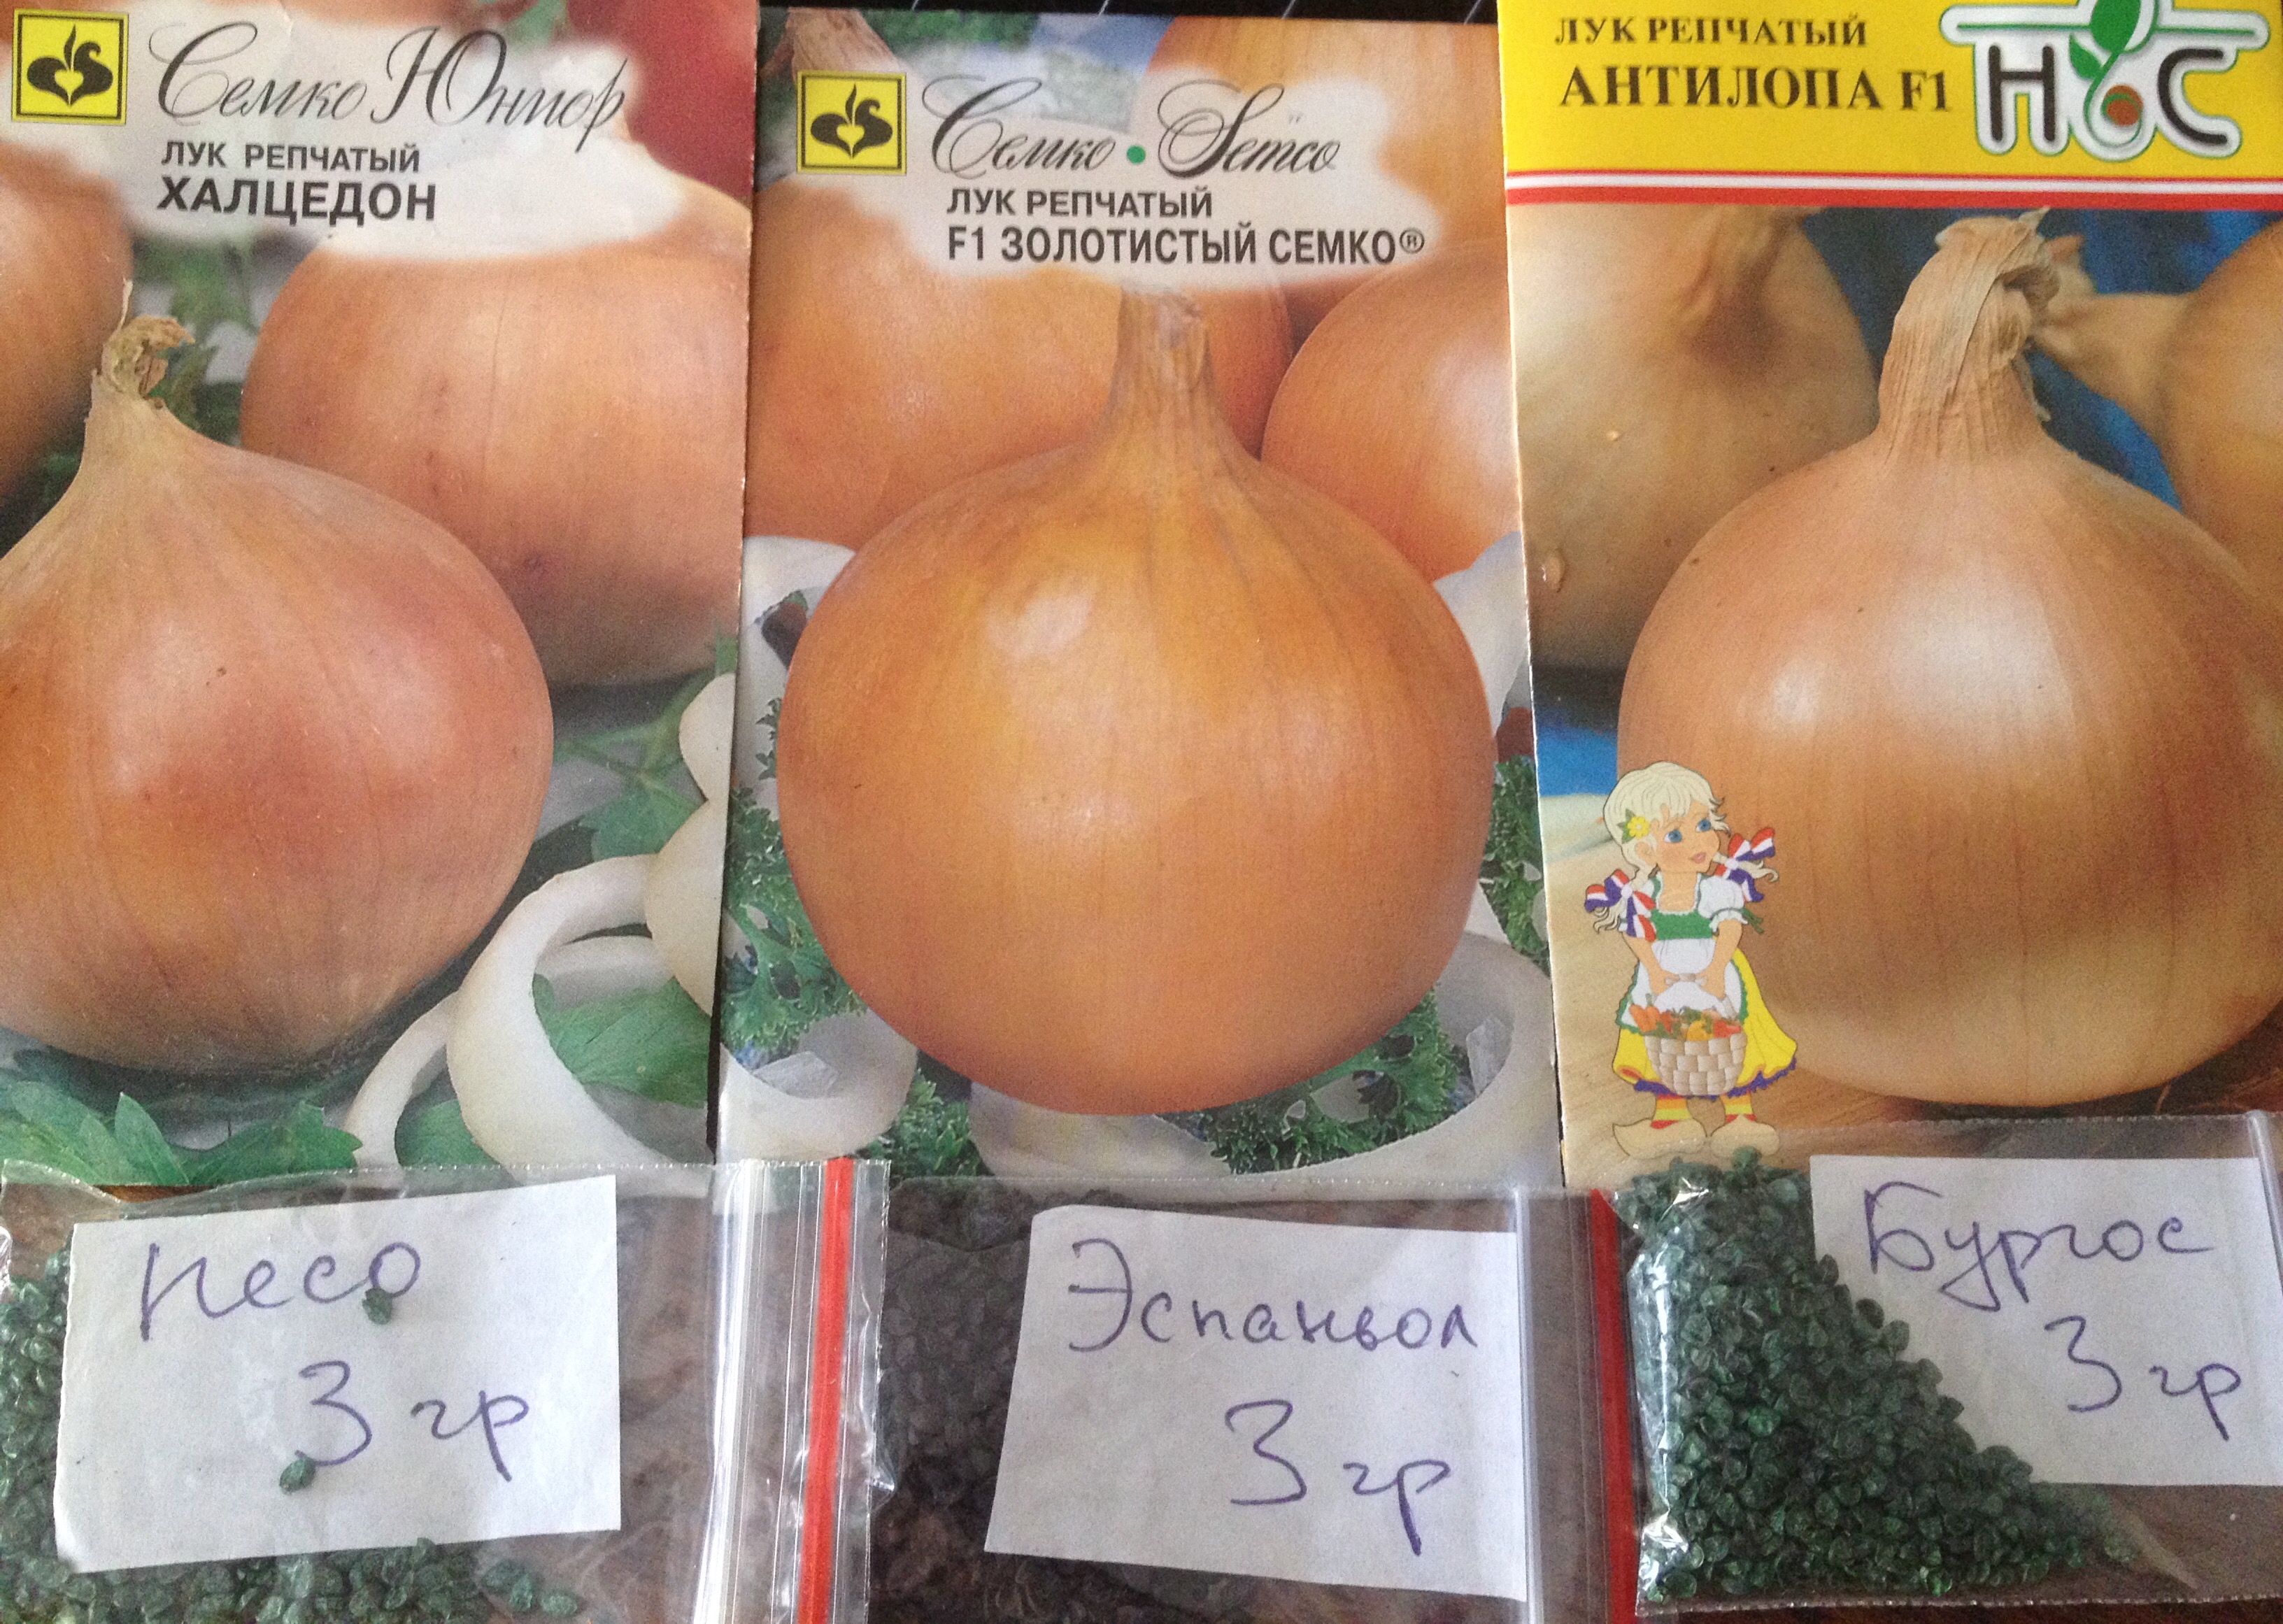 Семко Юниор
ЛУК РЕПЧАТЫЙ
ХАЛЦЕДОН
Семко • Semco
ЛУК РЕПЧАТЫЙ
F1 ЗОЛОТИСТЫЙ СЕМКО®
ЛУК РЕПЧАТЫЙ
АНТИЛОПА F1
НС
Песо
3 гр
Эспаньол
3 гр
Бургос
3 гр